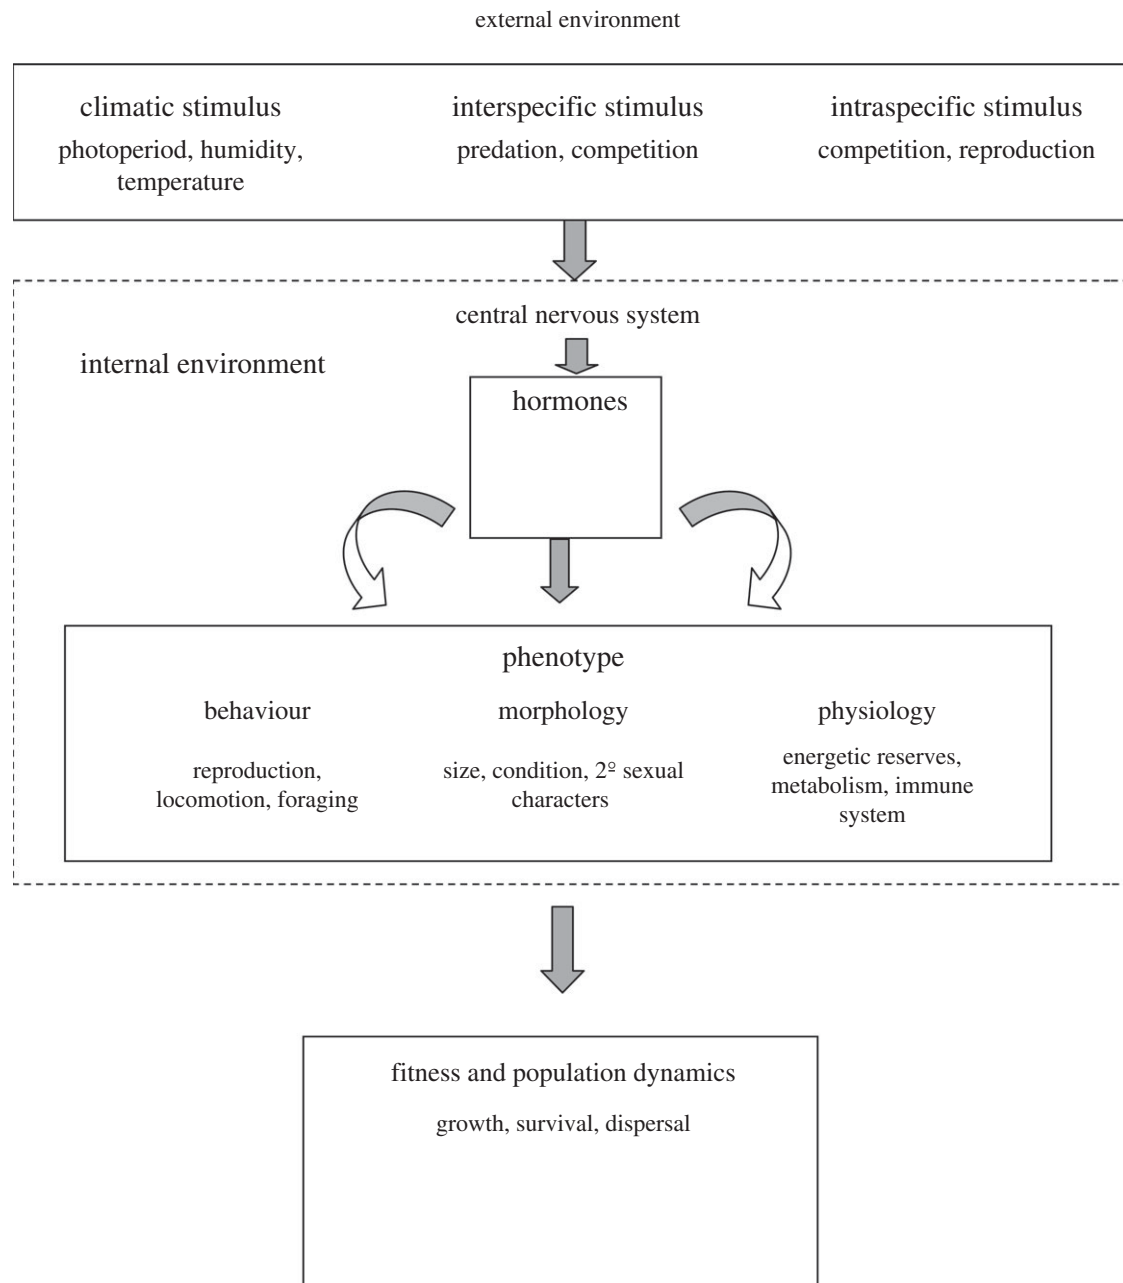 external environment
climatic stimulus
photoperiod, humidity,
temperature
interspecific stimulus
predation, competition
intraspecific stimulus
competition, reproduction
central nervous system
internal environment
hormones
phenotype
behaviour
reproduction,
locomotion, foraging
morphology
size, condition, 2º sexual
characters
physiology
energetic reserves,
metabolism, immune
system
fitness and population dynamics
growth, survival, dispersal